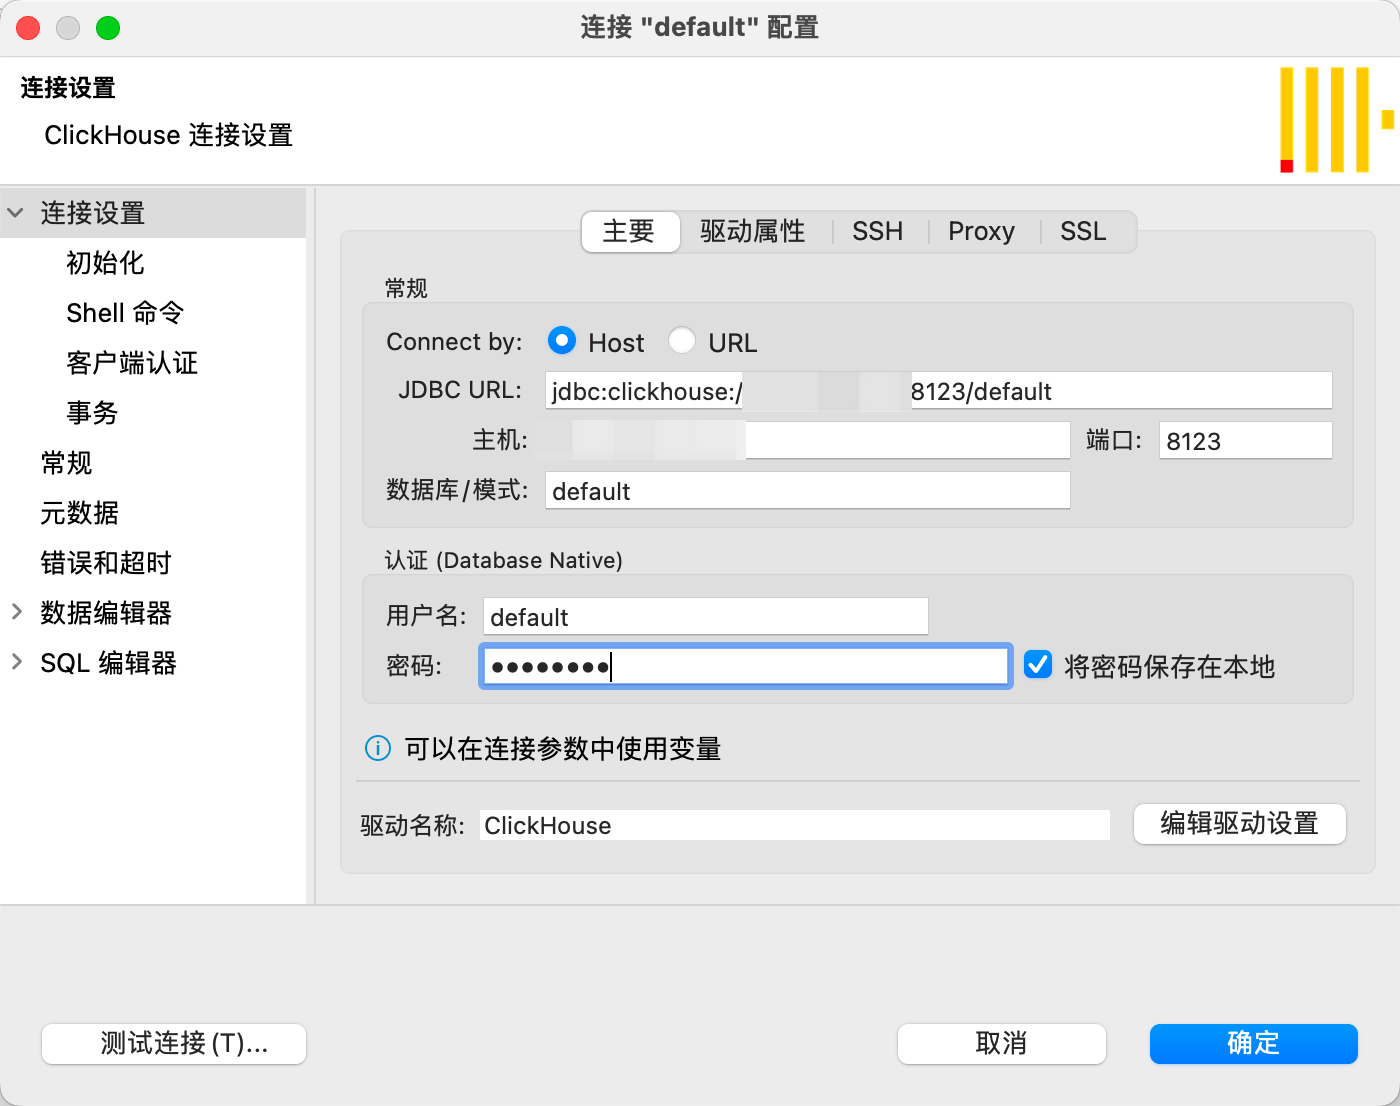 连接 "default" 配置
连接设置
ClickHouse 连接设置
连接设置
初始化
Shell 命令
客户端认证
事务
常规
元数据
错误和超时
数据编辑器
SQL 编辑器
主要 驱动属性 SSH Proxy SSL
常规
Connect by: Host URL
JDBC URL: jdbc:clickhouse:/ 8123/default
主机: 端口: 8123
数据库/模式: default
认证 (Database Native)
用户名: default
密码: ●●●●●●●● 将密码保存在本地
可以在连接参数中使用变量
驱动名称: ClickHouse 编辑驱动设置
测试连接 (T)... 取消 确定